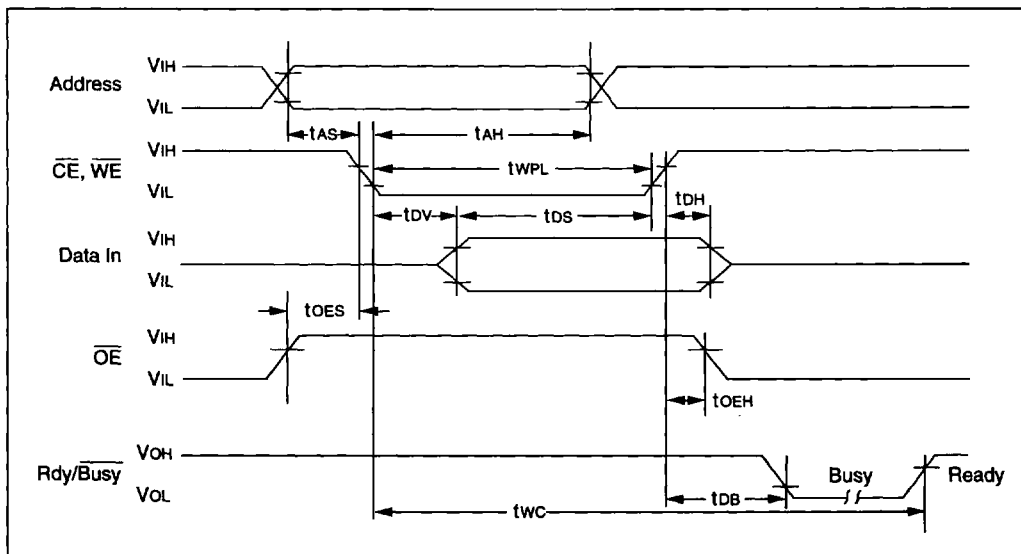 Address
VIH
VIL
tAS
tAH
CE, WE
VIH
VIL
tWPL
tDV
tDS
tDH
Data In
VIH
VIL
tOES
OE
VIH
VIL
tOEH
Rdy/Busy
VOH
VOL
Busy
Ready
tDB
tWC